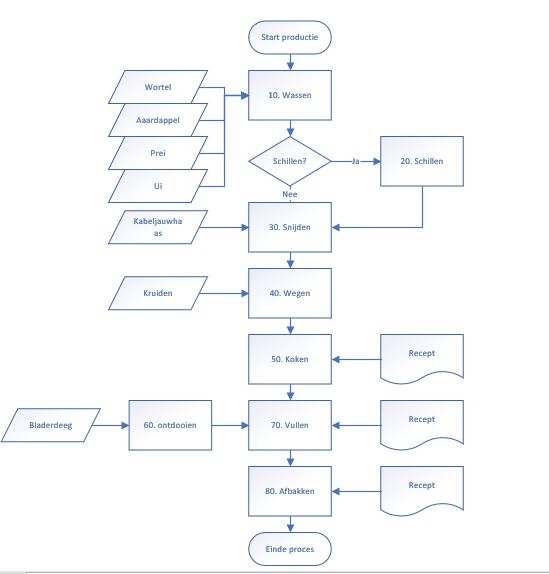 Start productie
Wortel
10. Wassen
Aaardappel
Prei
Schillen?
Ja
20. Schillen
Ui
Nee
Kabeljauwha
as
30. Snijden
Kruiden
40. Wegen
50. Koken
Recept
Bladerdeeg
60. ontdooien
70. Vullen
Recept
80. Afbakken
Recept
Einde proces